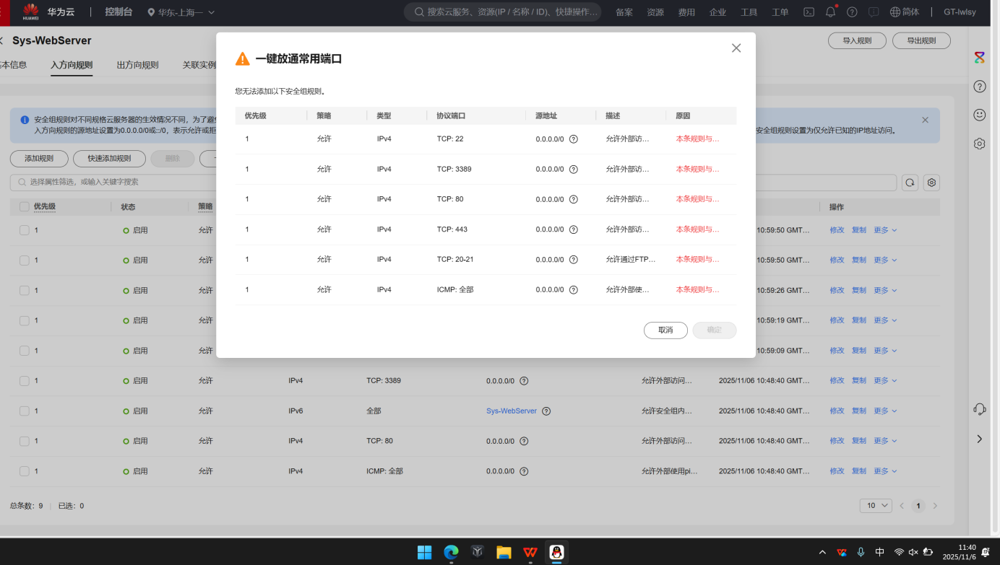 HUAWEI
华为云 | 控制台 华东-上海一 搜索云服务、资源(IP / 名称 / ID)、快捷操作… 备案 资源 费用 企业 工具 工单 简体 | GT-lwlsy
Sys-WebServer 导入规则 导出规则
基本信息 入方向规则 出方向规则 关联实例
一键放通常用端口
您无法添加以下安全组规则。
安全组规则对不同规格云服务器的生效情况不同，为了避免
入方向规则的源地址设置为0.0.0.0/0或::/0，表示允许或拒 安全组规则设置为仅允许已知的IP地址访问。
添加规则 快速添加规则 删除
选择属性筛选，或输入关键字搜索
优先级 策略 类型 协议端口 源地址 描述 原因
1 允许 IPv4 TCP: 22 0.0.0.0/0 允许外部访… 本条规则与…
1 允许 IPv4 TCP: 3389 0.0.0.0/0 允许外部访… 本条规则与…
1 允许 IPv4 TCP: 80 0.0.0.0/0 允许外部访… 本条规则与…
1 允许 IPv4 TCP: 443 0.0.0.0/0 允许外部访… 本条规则与…
1 允许 IPv4 TCP: 20-21 0.0.0.0/0 允许通过FTP… 本条规则与…
1 允许 IPv4 ICMP: 全部 0.0.0.0/0 允许外部使… 本条规则与…
取消 确定
优先级 状态 策略 操作
1 启用 允许 10:59:50 GMT… 修改 复制 更多
1 启用 允许 10:59:50 GMT… 修改 复制 更多
1 启用 允许 10:59:26 GMT… 修改 复制 更多
1 启用 允许 10:59:19 GMT… 修改 复制 更多
1 启用 允许 10:59:09 GMT… 修改 复制 更多
1 启用 允许 IPv4 TCP: 3389 0.0.0.0/0 允许外部访问… 2025/11/06 10:48:40 GMT… 修改 复制 更多
1 启用 允许 IPv6 全部 Sys-WebServer 允许安全组内… 2025/11/06 10:48:40 GMT… 修改 复制 更多
1 启用 允许 IPv4 TCP: 80 0.0.0.0/0 允许外部访问… 2025/11/06 10:48:40 GMT… 修改 复制 更多
1 启用 允许 IPv4 ICMP: 全部 0.0.0.0/0 允许外部使用pi… 2025/11/06 10:48:40 GMT… 修改 复制 更多
总条数: 9 | 已选: 0 10 1
中 11:40
2025/11/6